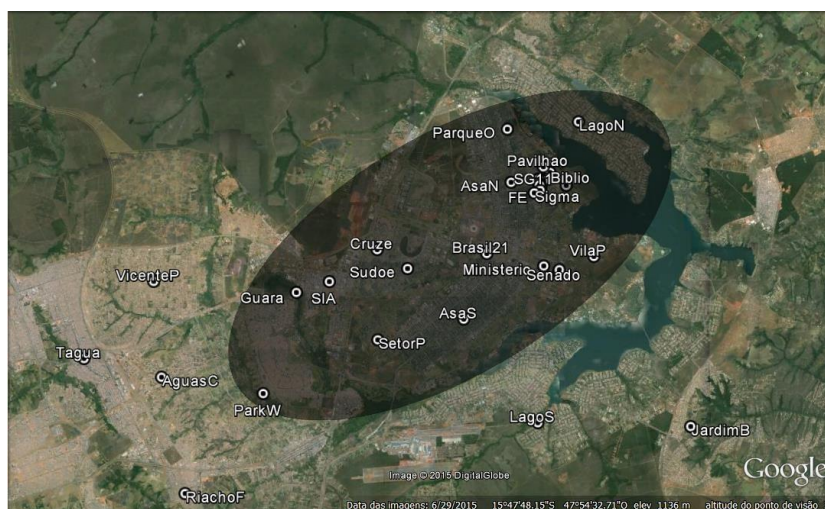 LagoN
ParqueO
Pavilhao
SG11
Biblio
AsaN
FE
Sigma
Cruze
Brasil21
VilaP
Sudoe
Ministerio
Senado
VicenteP
Guara
SIA
AsaS
SetorP
Tagua
AguasC
ParkW
LagoS
JardimB
RiachoF
Image © 2015 DigitalGlobe
Google
Data das imagens: 6/29/2015 15°47'48.15"S 47°54'32.71"O elev 1136 m altitude do ponto de visão